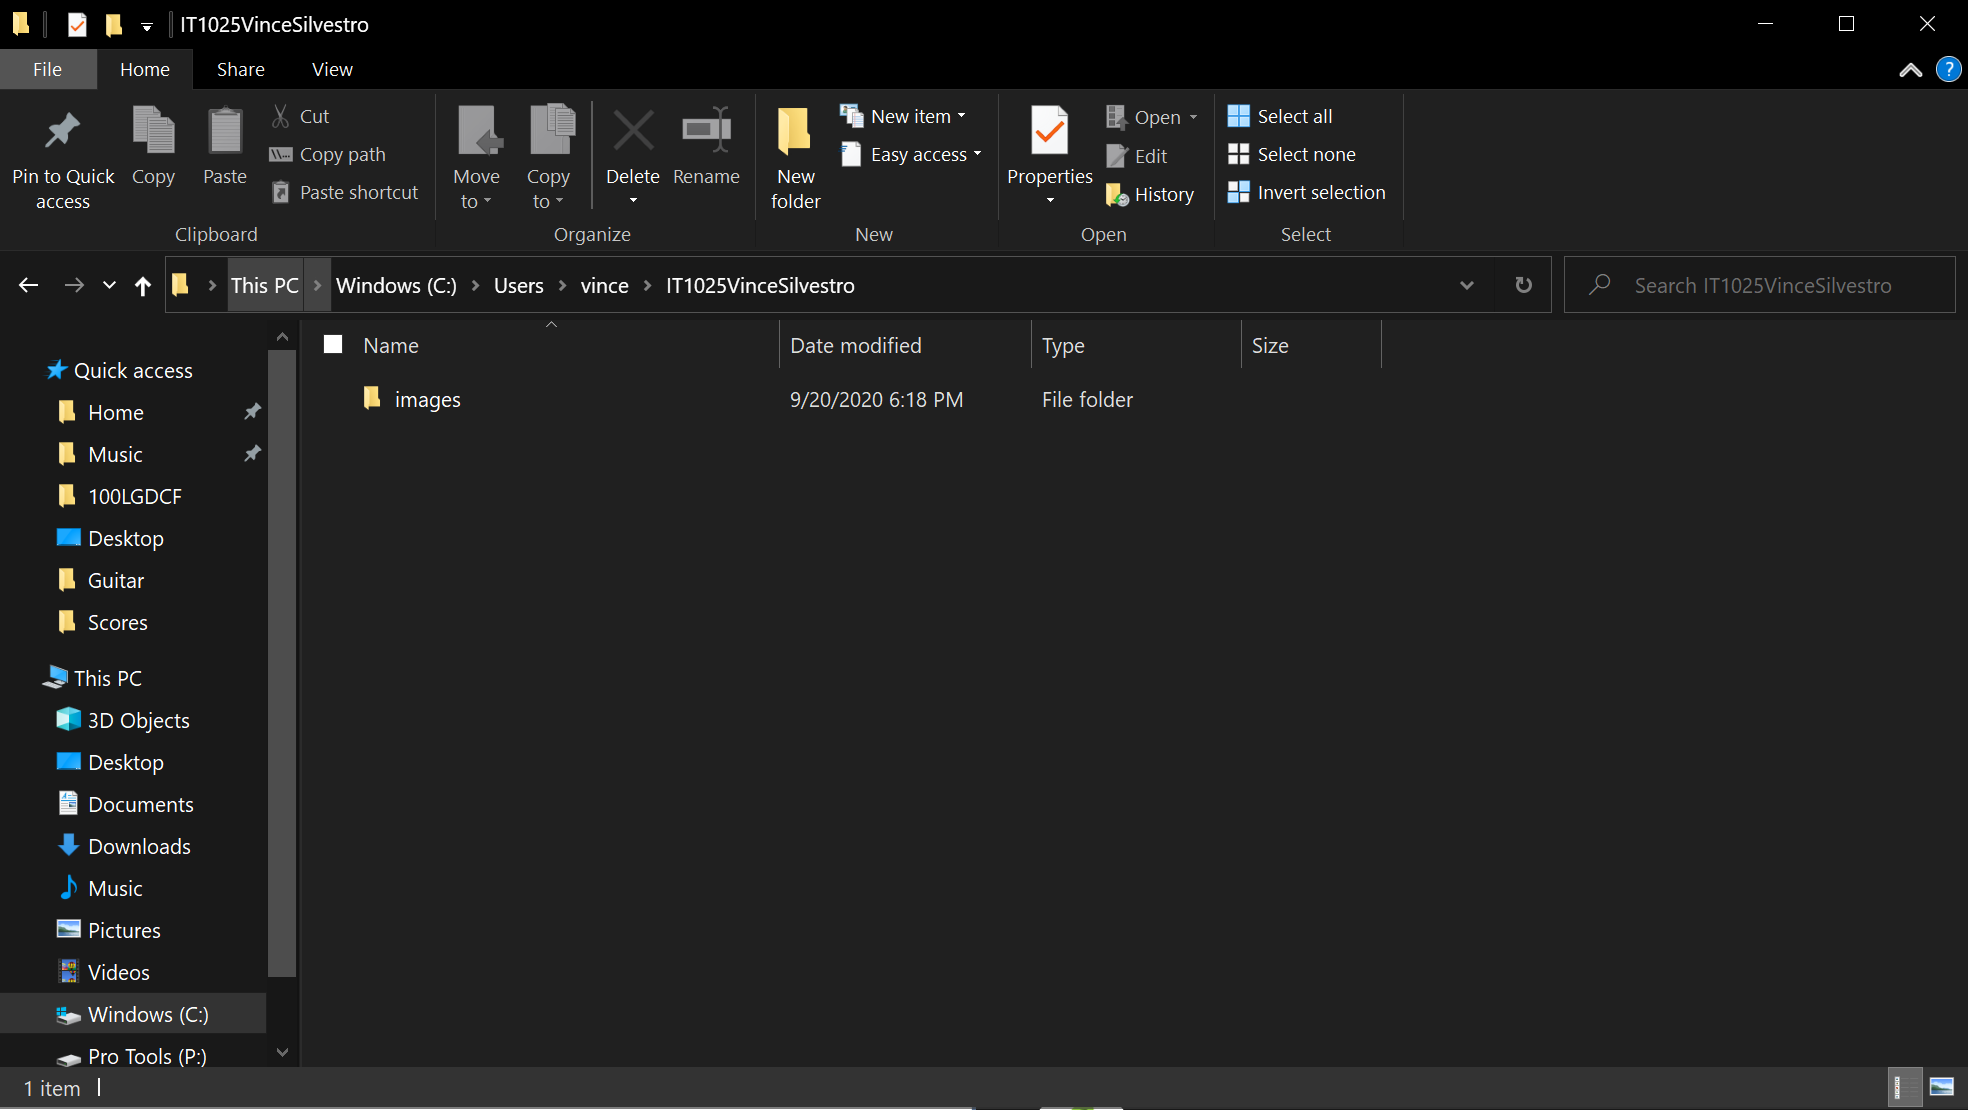 IT1025VinceSilvestro
File Home Share View
Pin to Quick access
Copy
Paste
Cut
Copy path
Paste shortcut
Clipboard
Move to
Copy to
Delete
Rename
Organize
New folder
New item
Easy access
New
Properties
Open
Edit
History
Open
Select all
Select none
Invert selection
Select
This PC > Windows (C:) > Users > vince > IT1025VinceSilvestro
Search IT1025VinceSilvestro
Name Date modified Type Size
images 9/20/2020 6:18 PM File folder
Quick access
Home
Music
100LGDCF
Desktop
Guitar
Scores
This PC
3D Objects
Desktop
Documents
Downloads
Music
Pictures
Videos
Windows (C:)
Pro Tools (P:)
1 item